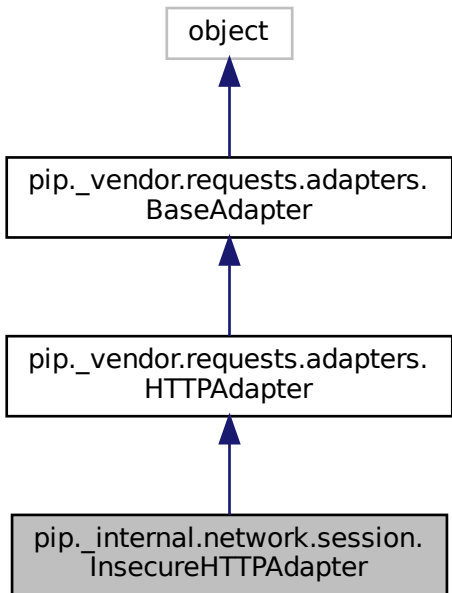 object
pip._vendor.requests.adapters.
BaseAdapter
pip._vendor.requests.adapters.
HTTPAdapter
pip._internal.network.session.
InsecureHTTPAdapter